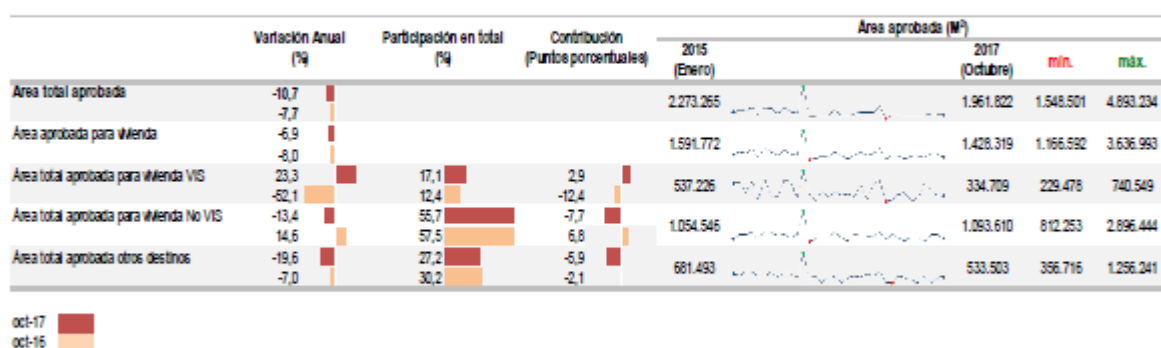 Área aprobada (M²)
Variación Anual (%) Participación en total (%) Contribución (Puntos porcentuales) 2015 (Enero) 2017 (Octubre) mín. máx.
Área total aprobada -10,7 2.273.265 1.961.822 1.548.501 4.893.234
-7,7
Área aprobada para vivienda -6,9 1.591.772 1.428.319 1.166.592 3.636.993
-8,0
Área total aprobada para vivienda VIS 23,3 17,1 2,9 537.226 334.709 229.478 740.549
-52,1 12,4 -12,4
Área total aprobada para vivienda No VIS -13,4 55,7 -7,7 1.054.546 1.093.610 812.253 2.896.444
14,6 57,5 6,8
Área total aprobada otros destinos -19,6 27,2 -5,9 681.493 533.503 356.716 1.256.241
-7,0 30,2 -2,1
oct-17
oct-16